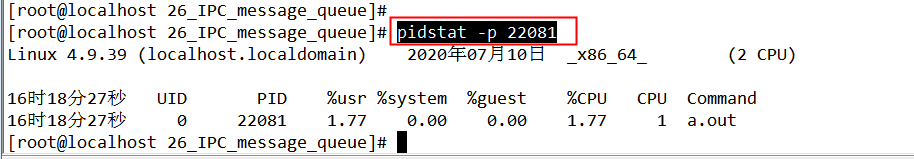 [root@localhost 26_IPC_message_queue]#
[root@localhost 26_IPC_message_queue]# pidstat -p 22081
Linux 4.9.39 (localhost.localdomain) 2020年07月10日 _x86_64_ (2 CPU)
16时18分27秒 UID PID %usr %system %guest %CPU CPU Command
16时18分27秒 0 22081 1.77 0.00 0.00 1.77 1 a.out
[root@localhost 26_IPC_message_queue]#